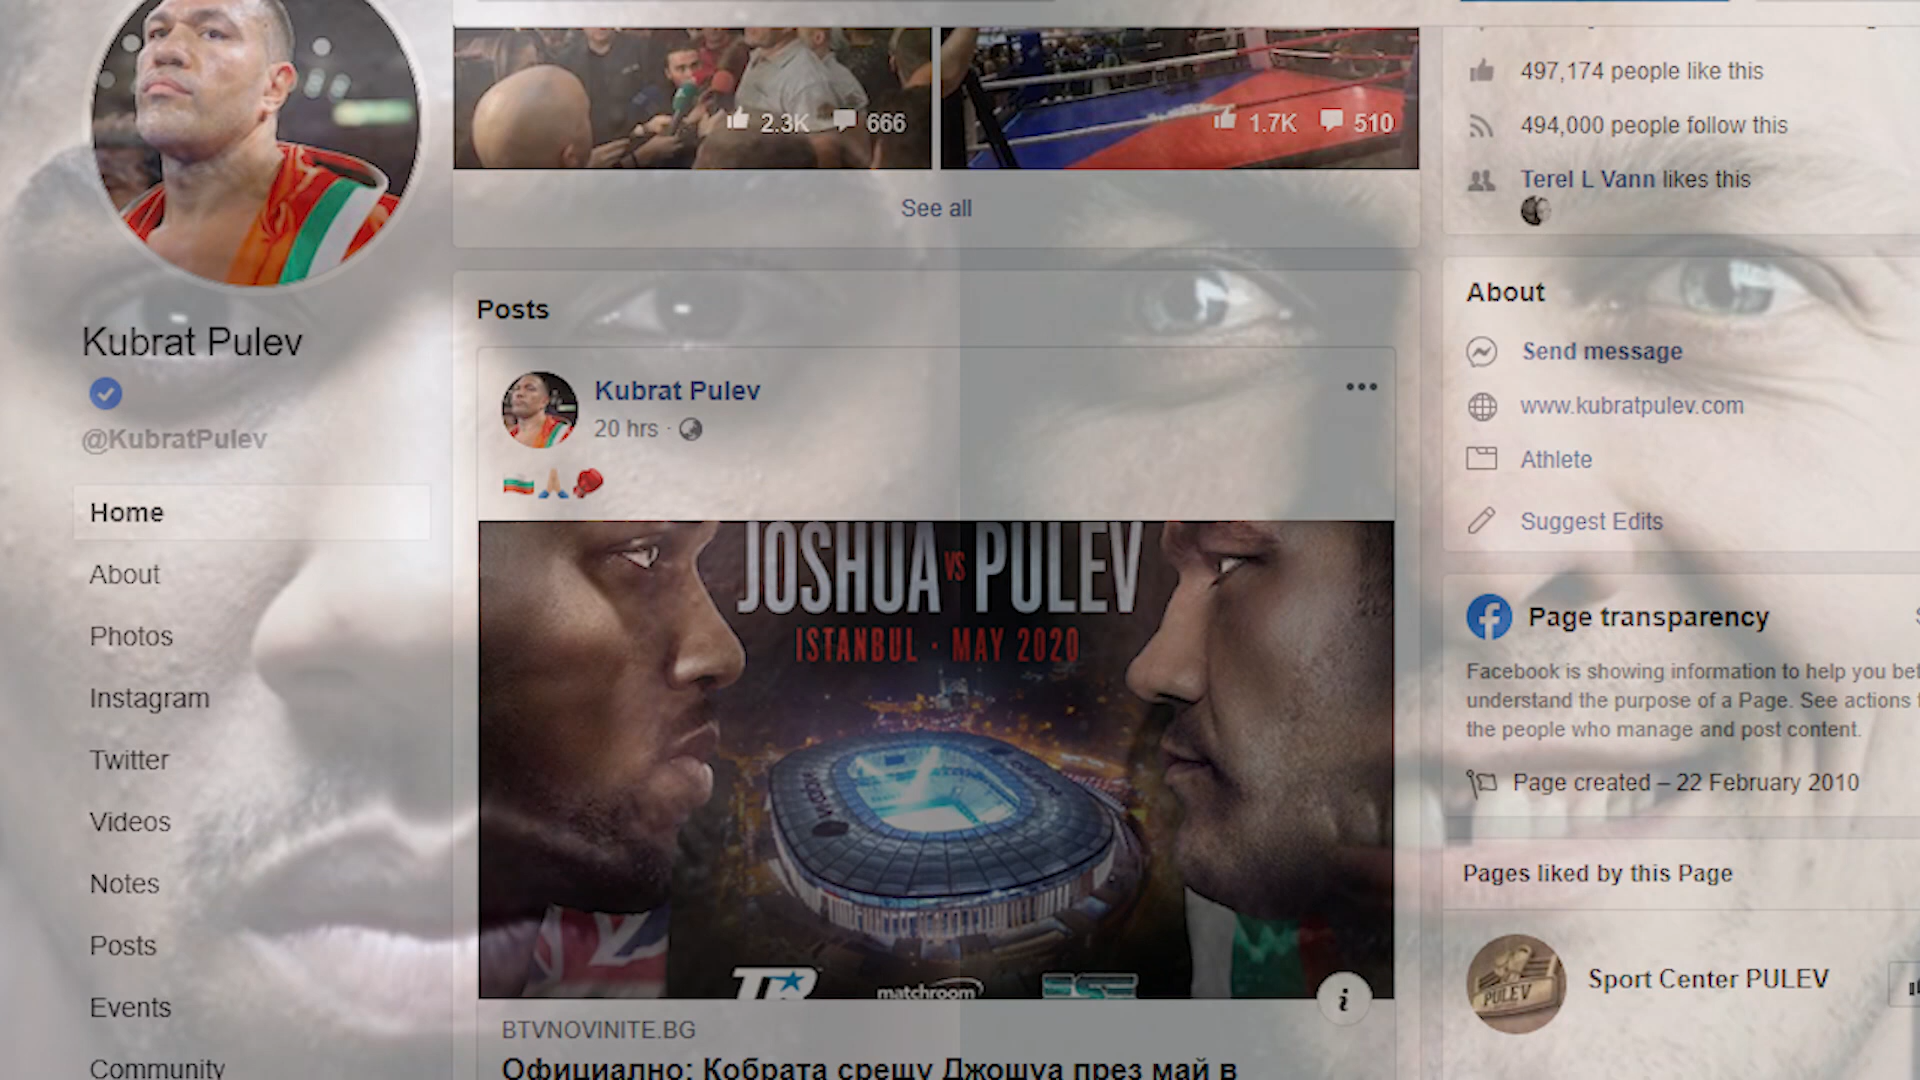 2.3K 666
1.7K 510
See all
Kubrat Pulev
@KubratPulev
Home
About
Photos
Instagram
Twitter
Videos
Notes
Posts
Events
Community
Posts
Kubrat Pulev
20 hrs ·
JOSHUA VS PULEV
ISTANBUL · MAY 2020
TR
matchroom
BTVNOVINITE.BG
Официално: Кобрата срещу Джошуа през май в
497,174 people like this
494,000 people follow this
Terel L Vann likes this
About
Send message
www.kubratpulev.com
Athlete
Suggest Edits
Page transparency
Facebook is showing information to help you bet
understand the purpose of a Page. See actions
the people who manage and post content.
Page created – 22 February 2010
Pages liked by this Page
PULEV
Sport Center PULEV